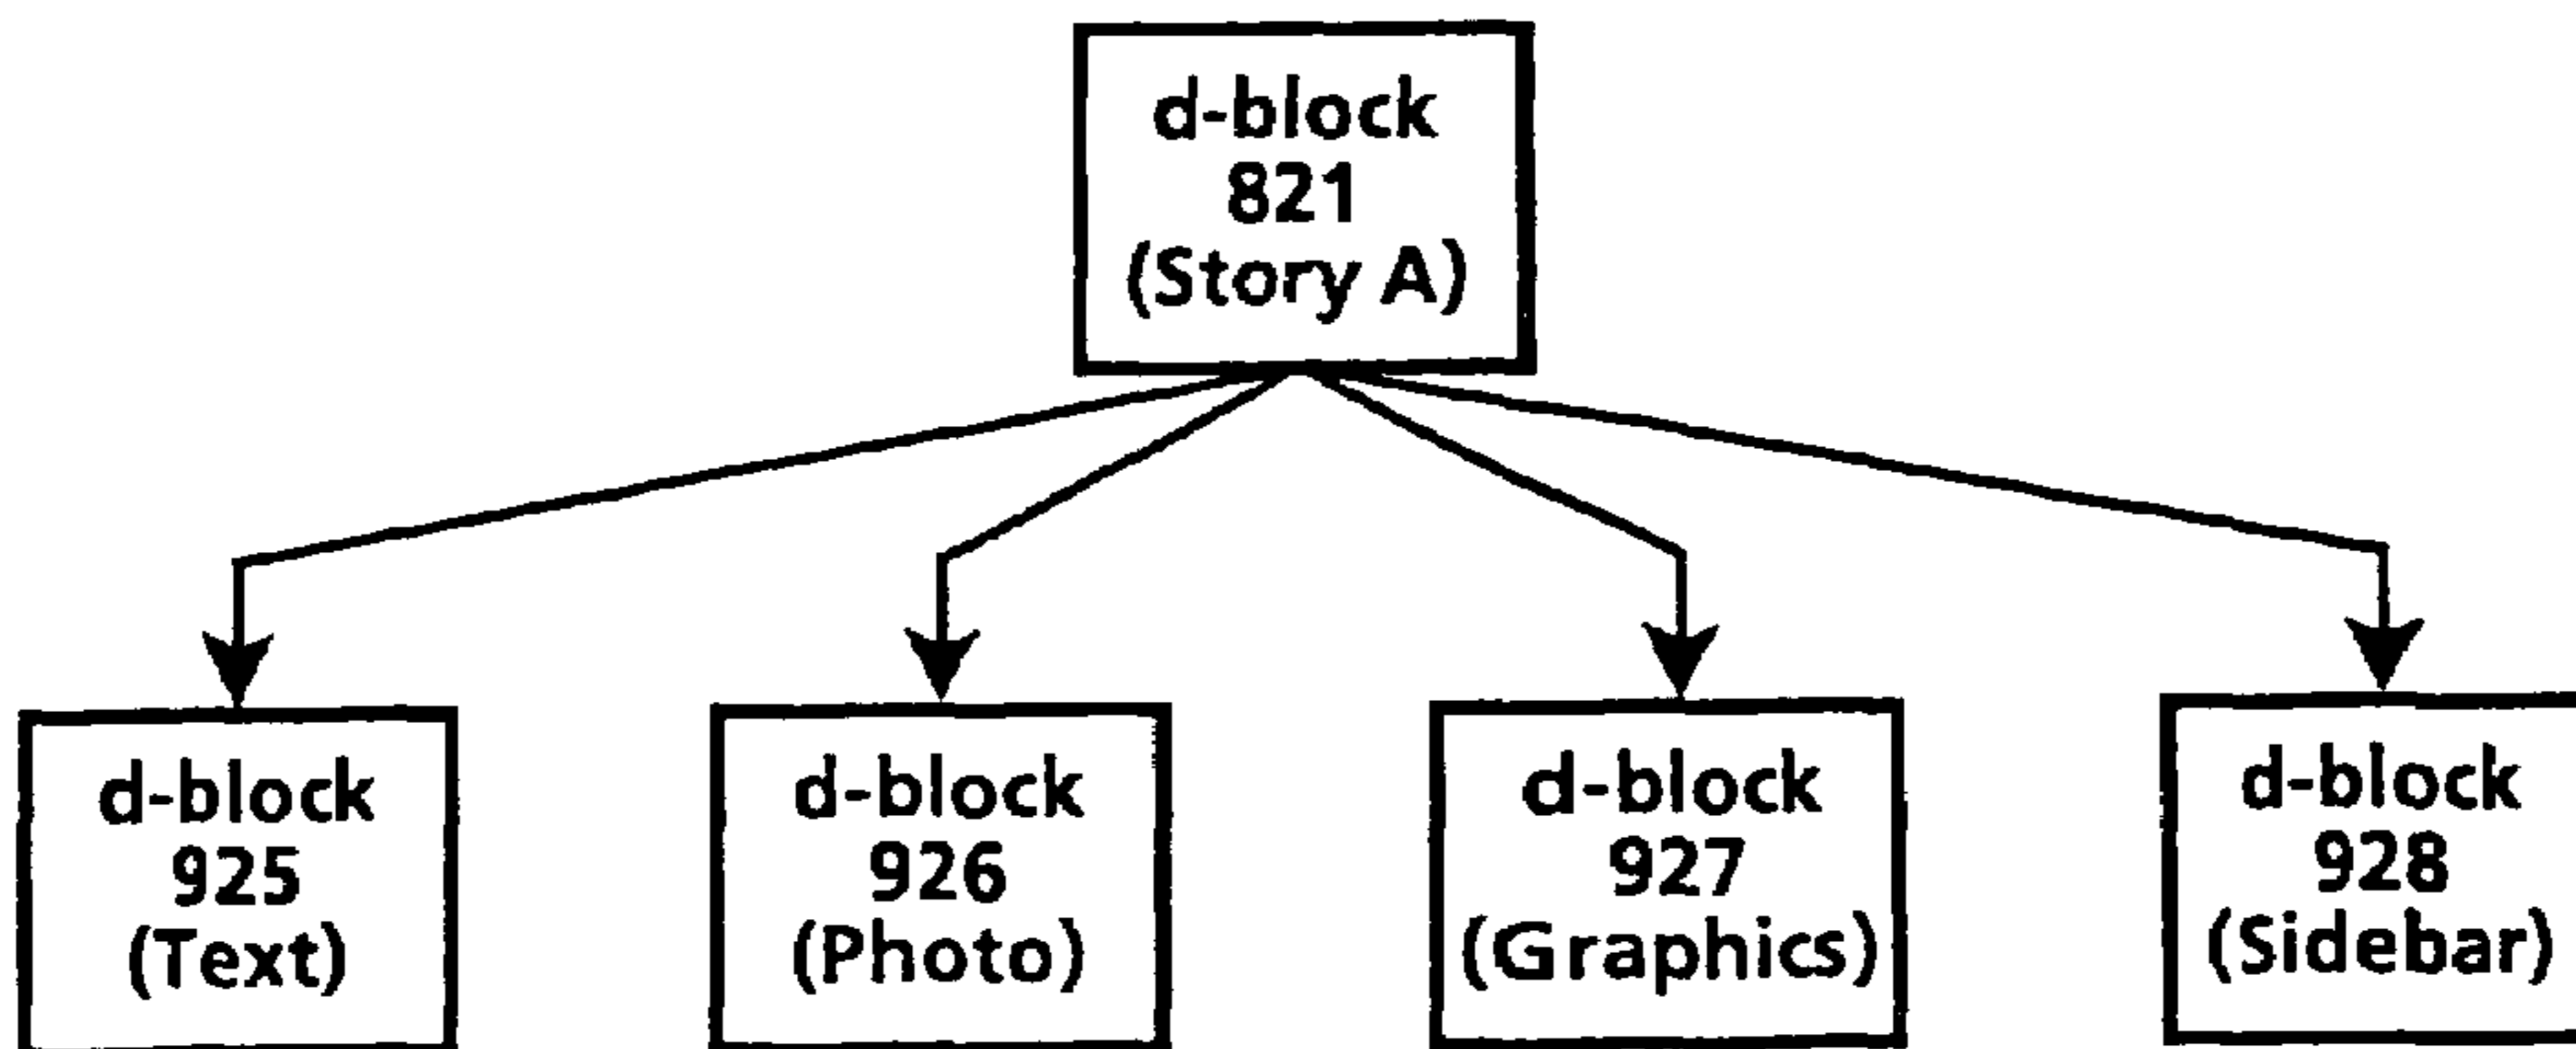 d-block
821
(Story A)
d-block
925
(Text)
d-block
926
(Photo)
d-block
927
(Graphics)
d-block
928
(Sidebar)